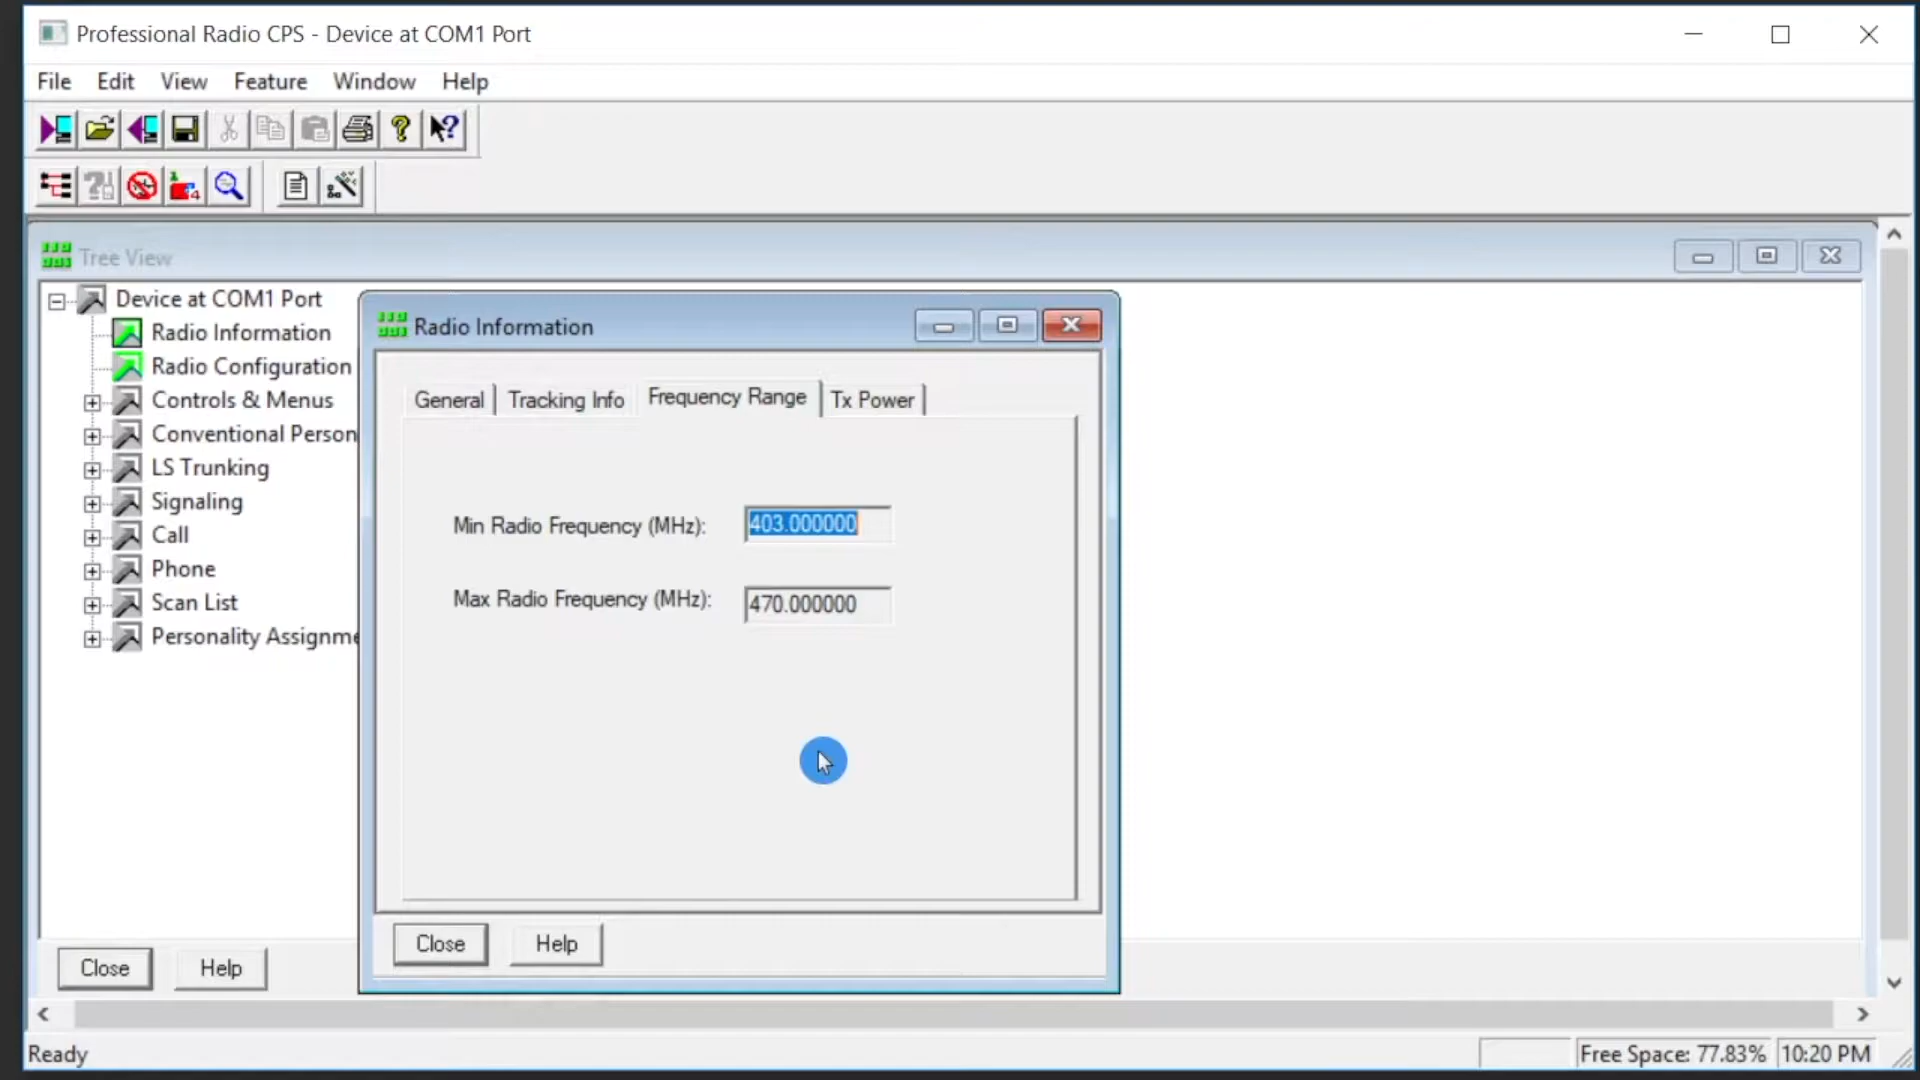 Professional Radio CPS - Device at COM1 Port
File Edit View Feature Window Help
Tree View
Device at COM1 Port
Radio Information
Radio Configuration
Controls & Menus
Conventional Person
LS Trunking
Signaling
Call
Phone
Scan List
Personality Assignme
Close Help
Radio Information
General Tracking Info Frequency Range Tx Power
Min Radio Frequency (MHz): 403.000000
Max Radio Frequency (MHz): 470.000000
Close Help
Ready Free Space: 77.83% 10:20 PM